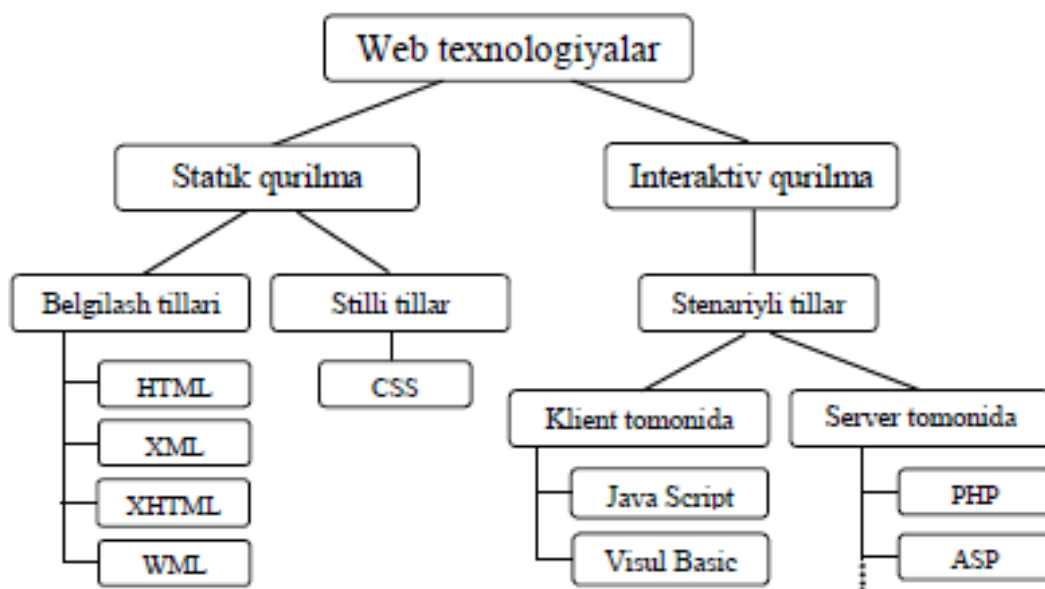 Web texnologiyalar
Statik qurilma
Interaktiv qurilma
Belgilash tillari
Stilli tillar
Stenariyli tillar
HTML
CSS
XML
XHTML
WML
Klient tomonida
Server tomonida
Java Script
PHP
Visul Basic
ASP